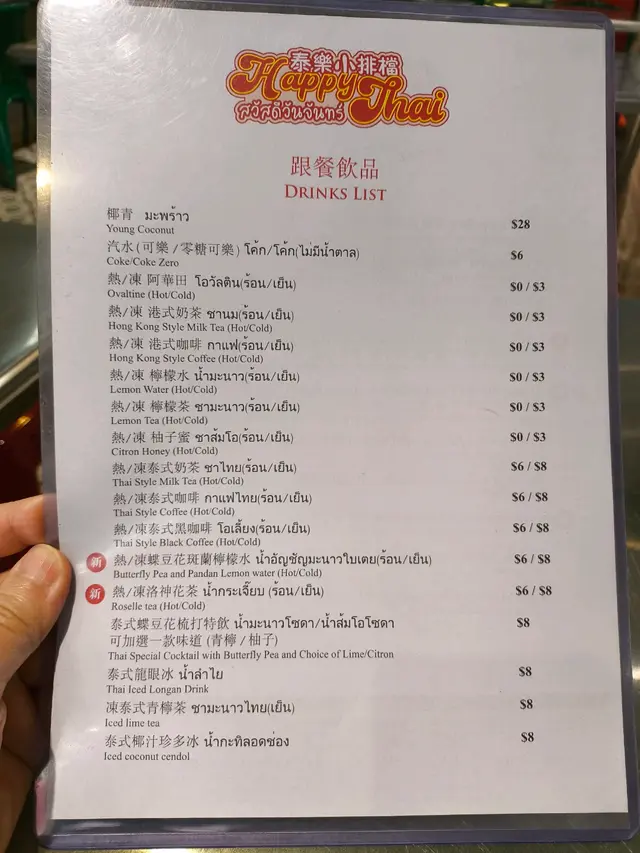 泰樂小排檔
Happy Thai
สวัสดีวันจันทร์
跟餐飲品
DRINKS LIST
椰青 มะพร้าว
Young Coconut $28
汽水(可樂/零糖可樂) โค้ก/โค้ก(ไม่มีน้ำตาล)
Coke/Coke Zero $6
熱/凍 阿華田 โอวัลติน(ร้อน/เย็น)
Ovaltine (Hot/Cold) $0 / $3
熱/凍 港式奶茶 ชานม(ร้อน/เย็น)
Hong Kong Style Milk Tea (Hot/Cold) $0 / $3
熱/凍 港式咖啡 กาแฟ(ร้อน/เย็น)
Hong Kong Style Coffee (Hot/Cold) $0 / $3
熱/凍 檸檬水 น้ำมะนาว(ร้อน/เย็น)
Lemon Water (Hot/Cold) $0 / $3
熱/凍 檸檬茶 ชามะนาว(ร้อน/เย็น)
Lemon Tea (Hot/Cold) $0 / $3
熱/凍 柚子蜜 ชาส้มโอ(ร้อน/เย็น)
Citron Honey (Hot/Cold) $0 / $3
熱/凍泰式奶茶 ชาไทย(ร้อน/เย็น)
Thai Style Milk Tea (Hot/Cold) $6 / $8
熱/凍泰式咖啡 กาแฟไทย(ร้อน/เย็น)
Thai Style Coffee (Hot/Cold) $6 / $8
熱/凍泰式黑咖啡 โอเลี้ยง(ร้อน/เย็น)
Thai Style Black Coffee (Hot/Cold) $6 / $8
新 熱/凍蝶豆花斑蘭檸檬水 น้ำอัญชัญมะนาวใบเตย(ร้อน/เย็น)
Butterfly Pea and Pandan Lemon water (Hot/Cold) $6 / $8
新 熱/凍洛神花茶 น้ำกระเจี๊ยบ (ร้อน/เย็น)
Roselle tea (Hot/Cold) $6 / $8
泰式蝶豆花梳打特飲 น้ำมะนาวโซดา/น้ำส้มโอโซดา $8
可加選一款味道 (青檸/柚子)
Thai Special Cocktail with Butterfly Pea and Choice of Lime/Citron
泰式龍眼冰 น้ำลำไย
Thai Iced Longan Drink $8
凍泰式青檸茶 ชามะนาวไทย(เย็น)
Iced lime tea $8
泰式椰汁珍多冰 น้ำกะทิลอดช่อง
Iced coconut cendol $8